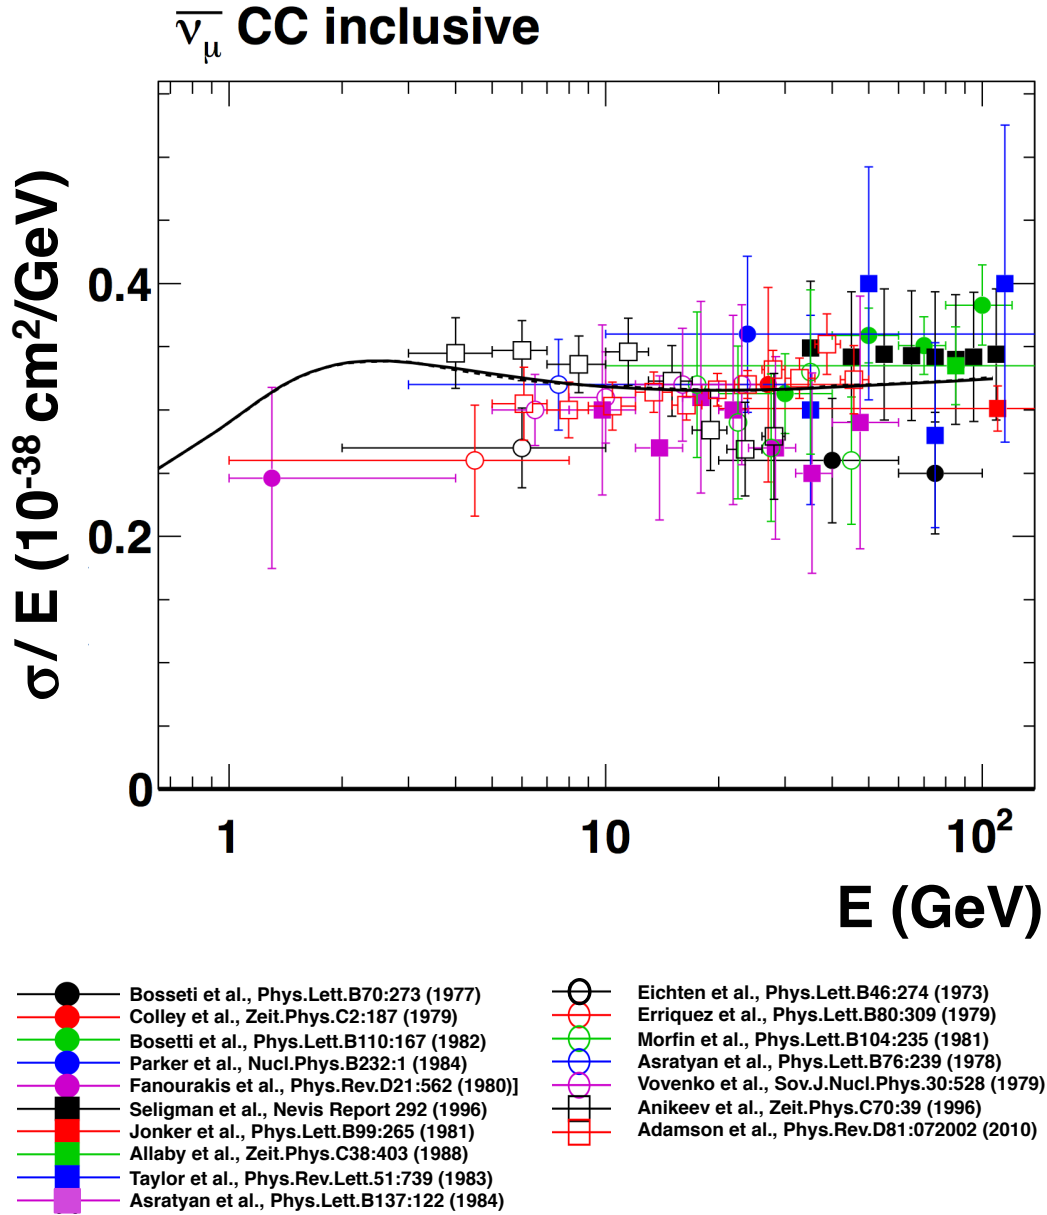 ν̅μ CC inclusive
σ/ E (10⁻³⁸ cm²/GeV)
0.4
0.2
0
1 10 10²
E (GeV)
Bosseti et al., Phys.Lett.B70:273 (1977)
Colley et al., Zeit.Phys.C2:187 (1979)
Bosetti et al., Phys.Lett.B110:167 (1982)
Parker et al., Nucl.Phys.B232:1 (1984)
Fanourakis et al., Phys.Rev.D21:562 (1980)]
Seligman et al., Nevis Report 292 (1996)
Jonker et al., Phys.Lett.B99:265 (1981)
Allaby et al., Zeit.Phys.C38:403 (1988)
Taylor et al., Phys.Rev.Lett.51:739 (1983)
Asratyan et al., Phys.Lett.B137:122 (1984)
Eichten et al., Phys.Lett.B46:274 (1973)
Erriquez et al., Phys.Lett.B80:309 (1979)
Morfin et al., Phys.Lett.B104:235 (1981)
Asratyan et al., Phys.Lett.B76:239 (1978)
Vovenko et al., Sov.J.Nucl.Phys.30:528 (1979)
Anikeev et al., Zeit.Phys.C70:39 (1996)
Adamson et al., Phys.Rev.D81:072002 (2010)